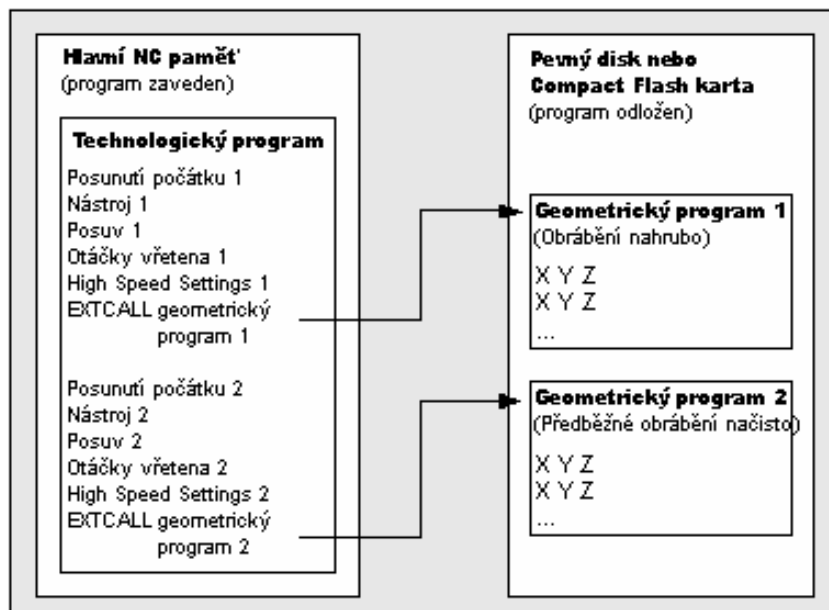 Hlavní NC paměť
(program zaveden)
Technologický program
Posunutí počátku 1
Nástroj 1
Posuv 1
Otáčky vřetena 1
High Speed Settings 1
EXTCALL geometrický
program 1
Posunutí počátku 2
Nástroj 2
Posuv 2
Otáčky vřetena 2
High Speed Settings 2
EXTCALL geometrický
program 2
Pevný disk nebo
Compact Flash karta
(program odložen)
Geometrický program 1
(Obrábění nahrubo)
X Y Z
X Y Z
...
Geometrický program 2
(Předběžné obrábění načisto)
X Y Z
X Y Z
...